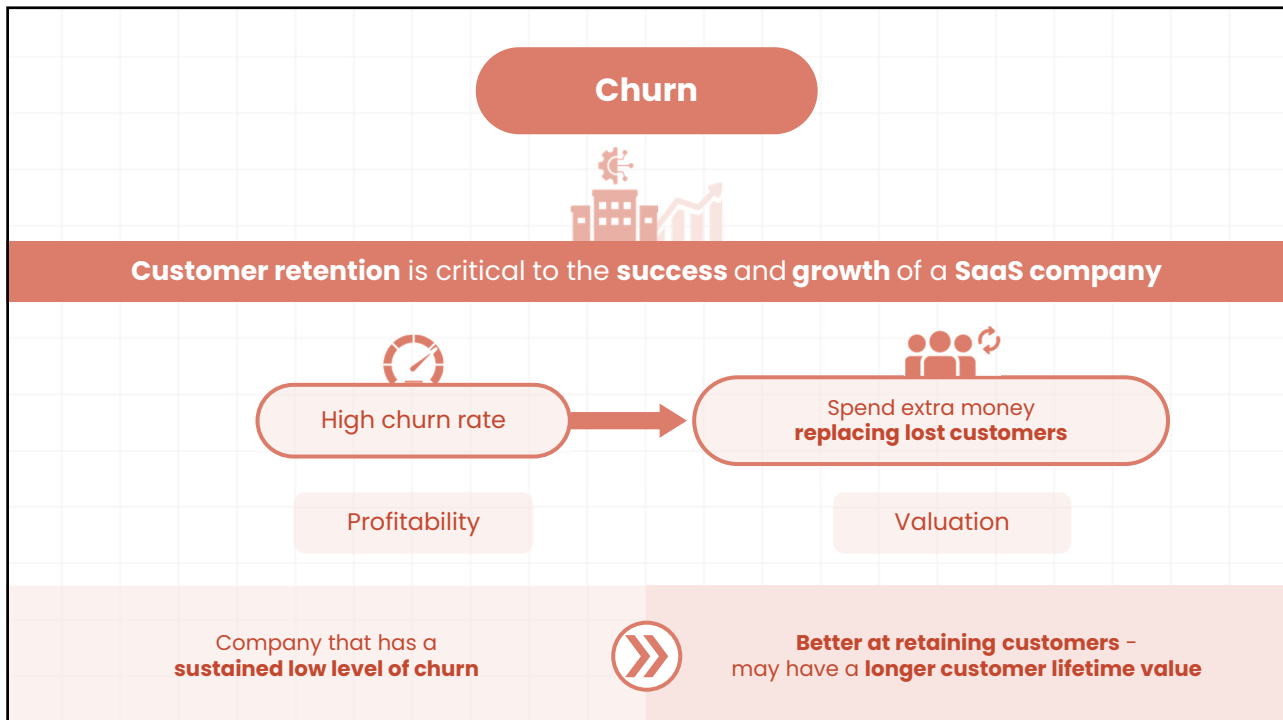 Churn
Customer retention is critical to the success and growth of a SaaS company
High churn rate
Spend extra money
replacing lost customers
Profitability
Valuation
Company that has a
sustained low level of churn
Better at retaining customers -
may have a longer customer lifetime value